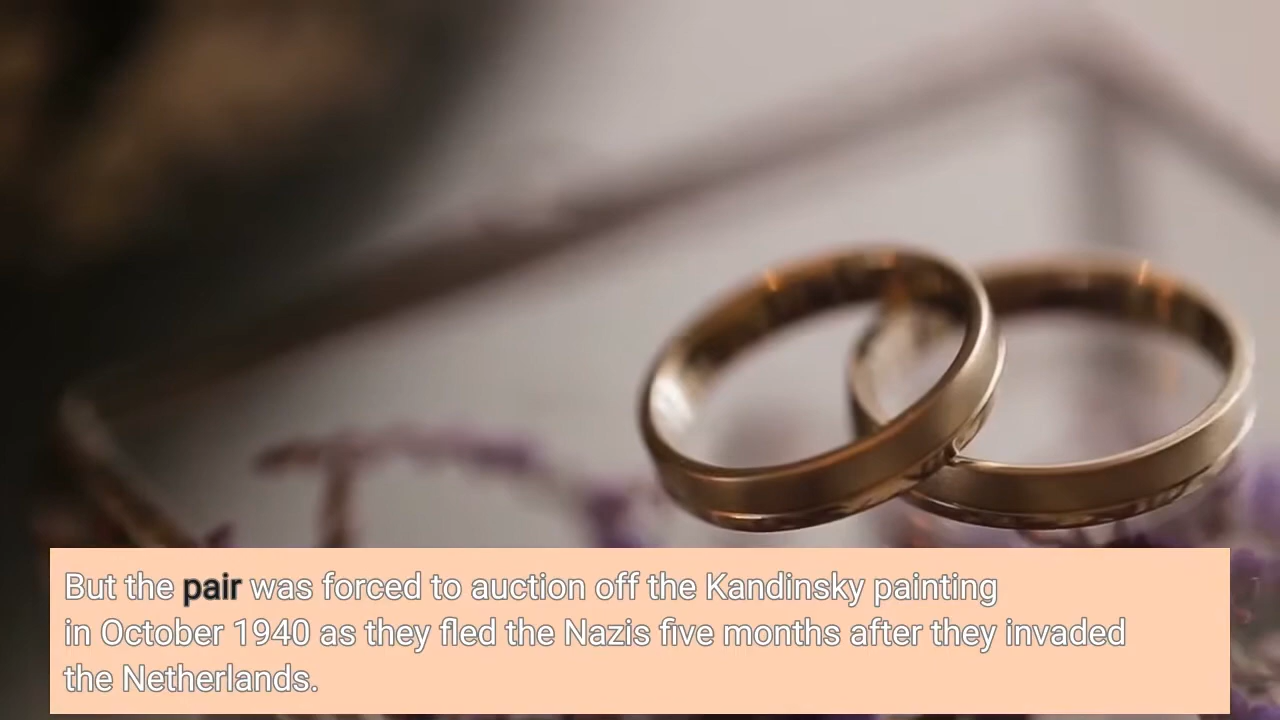 But the pair was forced to auction off the Kandinsky painting
in October 1940 as they fled the Nazis five months after they invaded
the Netherlands.